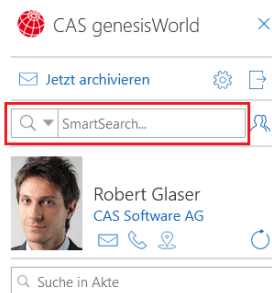 CAS genesisWorld
Jetzt archivieren
SmartSearch...
Robert Glaser
CAS Software AG
Suche in Akte